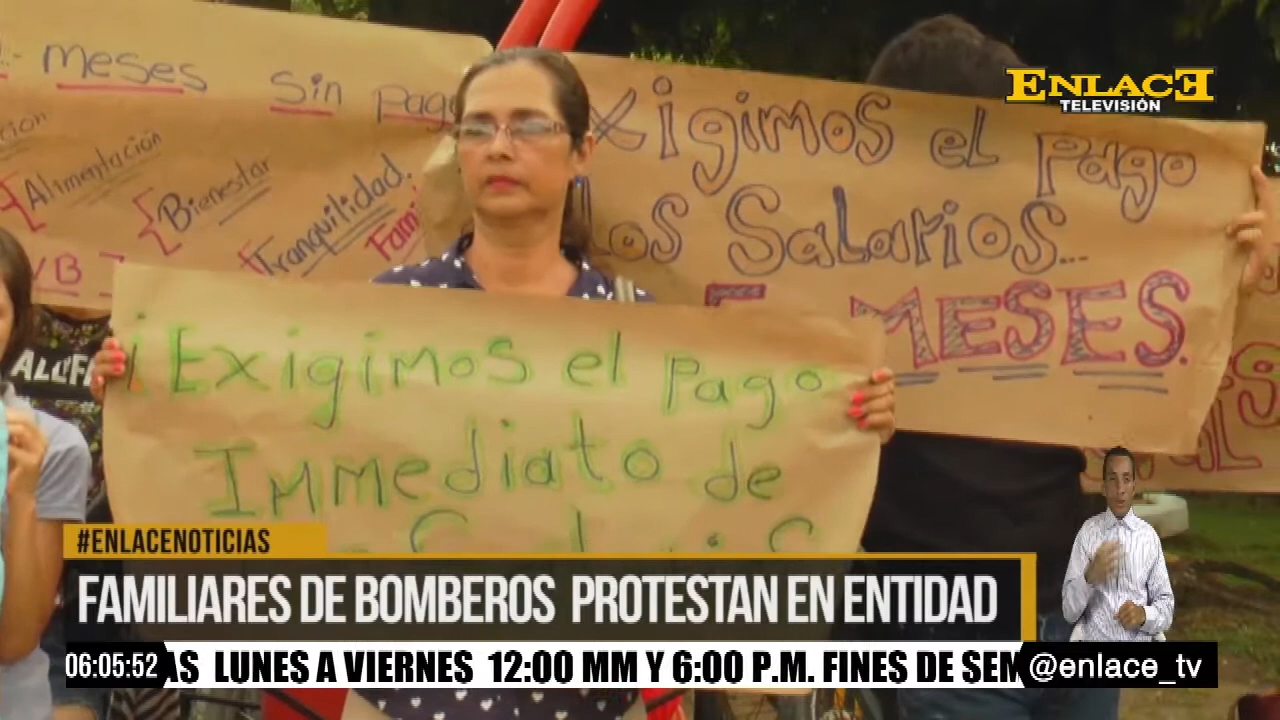 meses sin pago
Alimentación
Bienestar
Tranquilidad.
Exigimos el pago
Los Salarios...
5 MESES.
ENLACE
TELEVISIÓN
¡Exigimos el Pago
Immediato de
#ENLACENOTICIAS
FAMILIARES DE BOMBEROS PROTESTAN EN ENTIDAD
06:05:52
AS LUNES A VIERNES 12:00 MM Y 6:00 P.M. FINES DE SEM
@enlace_tv